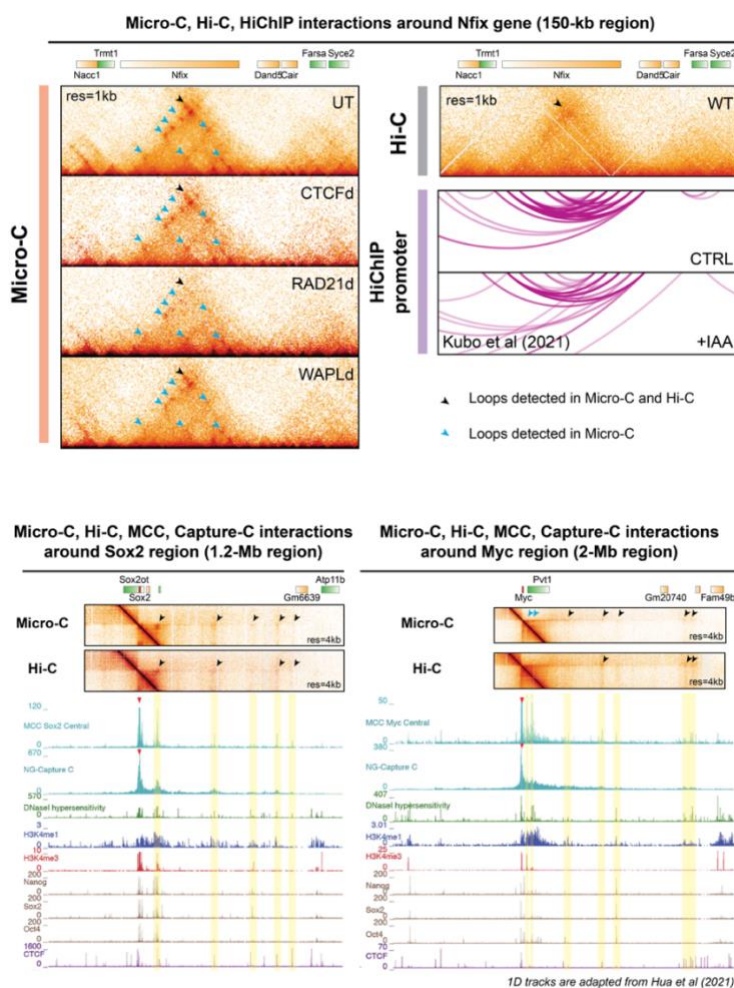 Micro-C, Hi-C, HiChIP interactions around Nfix gene (150-kb region)
Trmt1 Farsa Syce2
Nacc1 Nfix Dand5 Cair
Trmt1 Farsa Syce2
Nacc1 Nfix Dand5 Cair
Micro-C
res=1kb
UT
CTCFd
RAD21d
WAPLd
Hi-C
res=1kb
WT
HiChIP
promoter
CTRL
Kubo et al (2021)
+IAA
Loops detected in Micro-C and Hi-C
Loops detected in Micro-C
Micro-C, Hi-C, MCC, Capture-C interactions
around Sox2 region (1.2-Mb region)
Sox2ot Atp11b
Sox2 Gm6639
Micro-C
res=4kb
Hi-C
res=4kb
120
MCC Sox2 Central
0
670
NG-Capture C
0
570
DNaseI hypersensitivity
0
3
H3K4me1
0
10
H3K4me3
0
200
Nanog
0
200
Sox2
0
200
Oct4
0
1600
CTCF
0
Micro-C, Hi-C, MCC, Capture-C interactions
around Myc region (2-Mb region)
Pvt1
Myc Gm20740 Fam49b
Micro-C
res=4kb
Hi-C
res=4kb
50
MCC Myc Central
0
380
NG-Capture C
0
407
DNaseI hypersensitivity
0
3.01
H3K4me1
0
25
H3K4me3
0
200
Nanog
0
200
Sox2
0
200
Oct4
0
70
CTCF
0
1D tracks are adapted from Hua et al (2021)